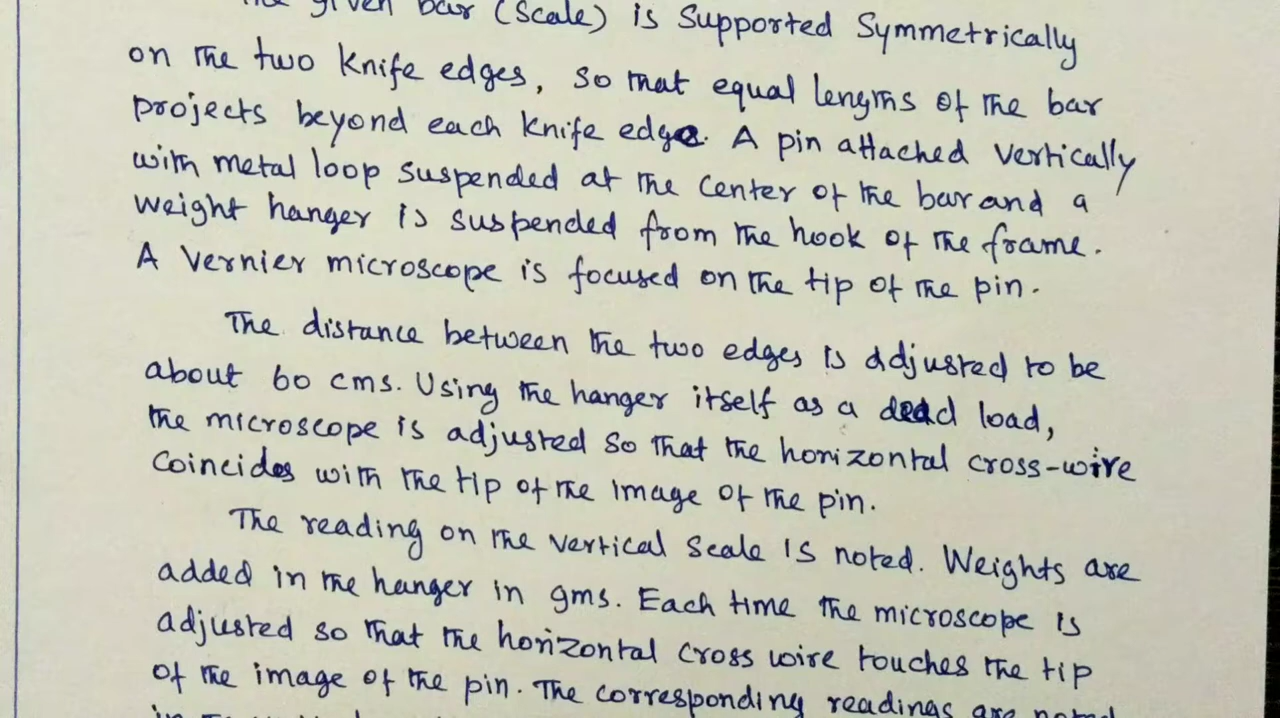 given bar (Scale) is Supported Symmetrically
on the two knife edges, so that equal lengths of the bar
projects beyond each knife edge. A pin attached vertically
with metal loop suspended at the center of the bar and a
weight hanger is suspended from the hook of the frame.
A Vernier microscope is focused on the tip of the pin.
The distance between the two edges is adjusted to be
about 60 cms. Using the hanger itself as a dead load,
the microscope is adjusted so that the horizontal cross-wire
coincides with the tip of the image of the pin.
The reading on the vertical scale is noted. Weights are
added in the hanger in gms. Each time the microscope is
adjusted so that the horizontal cross wire touches the tip
of the image of the pin. The corresponding readings are noted